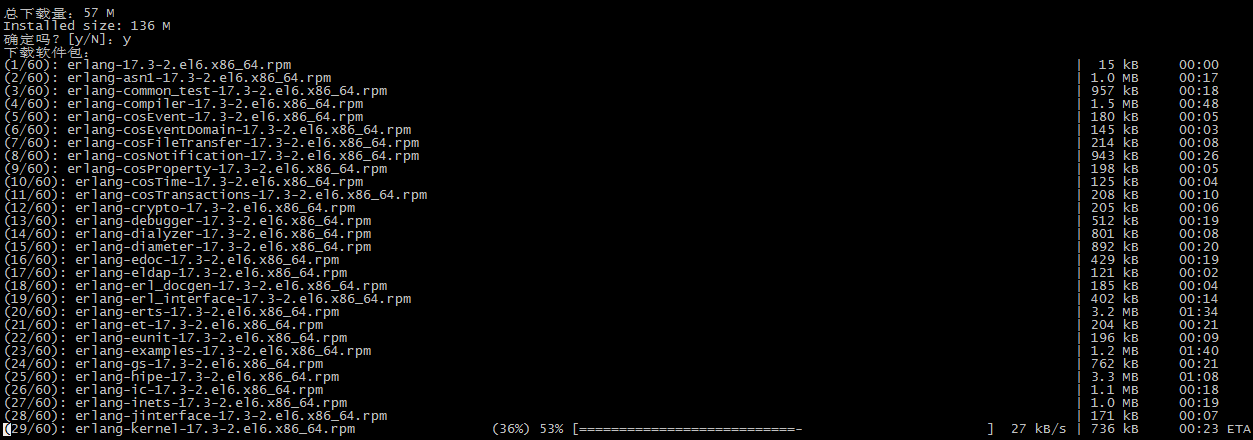 总下载量：57 M
Installed size: 136 M
确定吗？[y/N]：y
下载软件包：
(1/60): erlang-17.3-2.el6.x86_64.rpm | 15 kB 00:00
(2/60): erlang-asn1-17.3-2.el6.x86_64.rpm | 1.0 MB 00:17
(3/60): erlang-common_test-17.3-2.el6.x86_64.rpm | 957 kB 00:18
(4/60): erlang-compiler-17.3-2.el6.x86_64.rpm | 1.5 MB 00:48
(5/60): erlang-cosEvent-17.3-2.el6.x86_64.rpm | 180 kB 00:05
(6/60): erlang-cosEventDomain-17.3-2.el6.x86_64.rpm | 145 kB 00:03
(7/60): erlang-cosFileTransfer-17.3-2.el6.x86_64.rpm | 214 kB 00:08
(8/60): erlang-cosNotification-17.3-2.el6.x86_64.rpm | 943 kB 00:26
(9/60): erlang-cosProperty-17.3-2.el6.x86_64.rpm | 198 kB 00:05
(10/60): erlang-cosTime-17.3-2.el6.x86_64.rpm | 125 kB 00:04
(11/60): erlang-cosTransactions-17.3-2.el6.x86_64.rpm | 208 kB 00:10
(12/60): erlang-crypto-17.3-2.el6.x86_64.rpm | 205 kB 00:06
(13/60): erlang-debugger-17.3-2.el6.x86_64.rpm | 512 kB 00:19
(14/60): erlang-dialyzer-17.3-2.el6.x86_64.rpm | 801 kB 00:08
(15/60): erlang-diameter-17.3-2.el6.x86_64.rpm | 892 kB 00:20
(16/60): erlang-edoc-17.3-2.el6.x86_64.rpm | 429 kB 00:19
(17/60): erlang-eldap-17.3-2.el6.x86_64.rpm | 121 kB 00:02
(18/60): erlang-erl_docgen-17.3-2.el6.x86_64.rpm | 185 kB 00:04
(19/60): erlang-erl_interface-17.3-2.el6.x86_64.rpm | 402 kB 00:14
(20/60): erlang-erts-17.3-2.el6.x86_64.rpm | 3.2 MB 01:34
(21/60): erlang-et-17.3-2.el6.x86_64.rpm | 204 kB 00:21
(22/60): erlang-eunit-17.3-2.el6.x86_64.rpm | 196 kB 00:09
(23/60): erlang-examples-17.3-2.el6.x86_64.rpm | 1.2 MB 01:40
(24/60): erlang-gs-17.3-2.el6.x86_64.rpm | 762 kB 00:21
(25/60): erlang-hipe-17.3-2.el6.x86_64.rpm | 3.3 MB 01:08
(26/60): erlang-ic-17.3-2.el6.x86_64.rpm | 1.1 MB 00:18
(27/60): erlang-inets-17.3-2.el6.x86_64.rpm | 1.0 MB 00:19
(28/60): erlang-jinterface-17.3-2.el6.x86_64.rpm | 171 kB 00:07
(29/60): erlang-kernel-17.3-2.el6.x86_64.rpm (36%) 53% [===========================- ] 27 kB/s | 736 kB 00:23 ETA